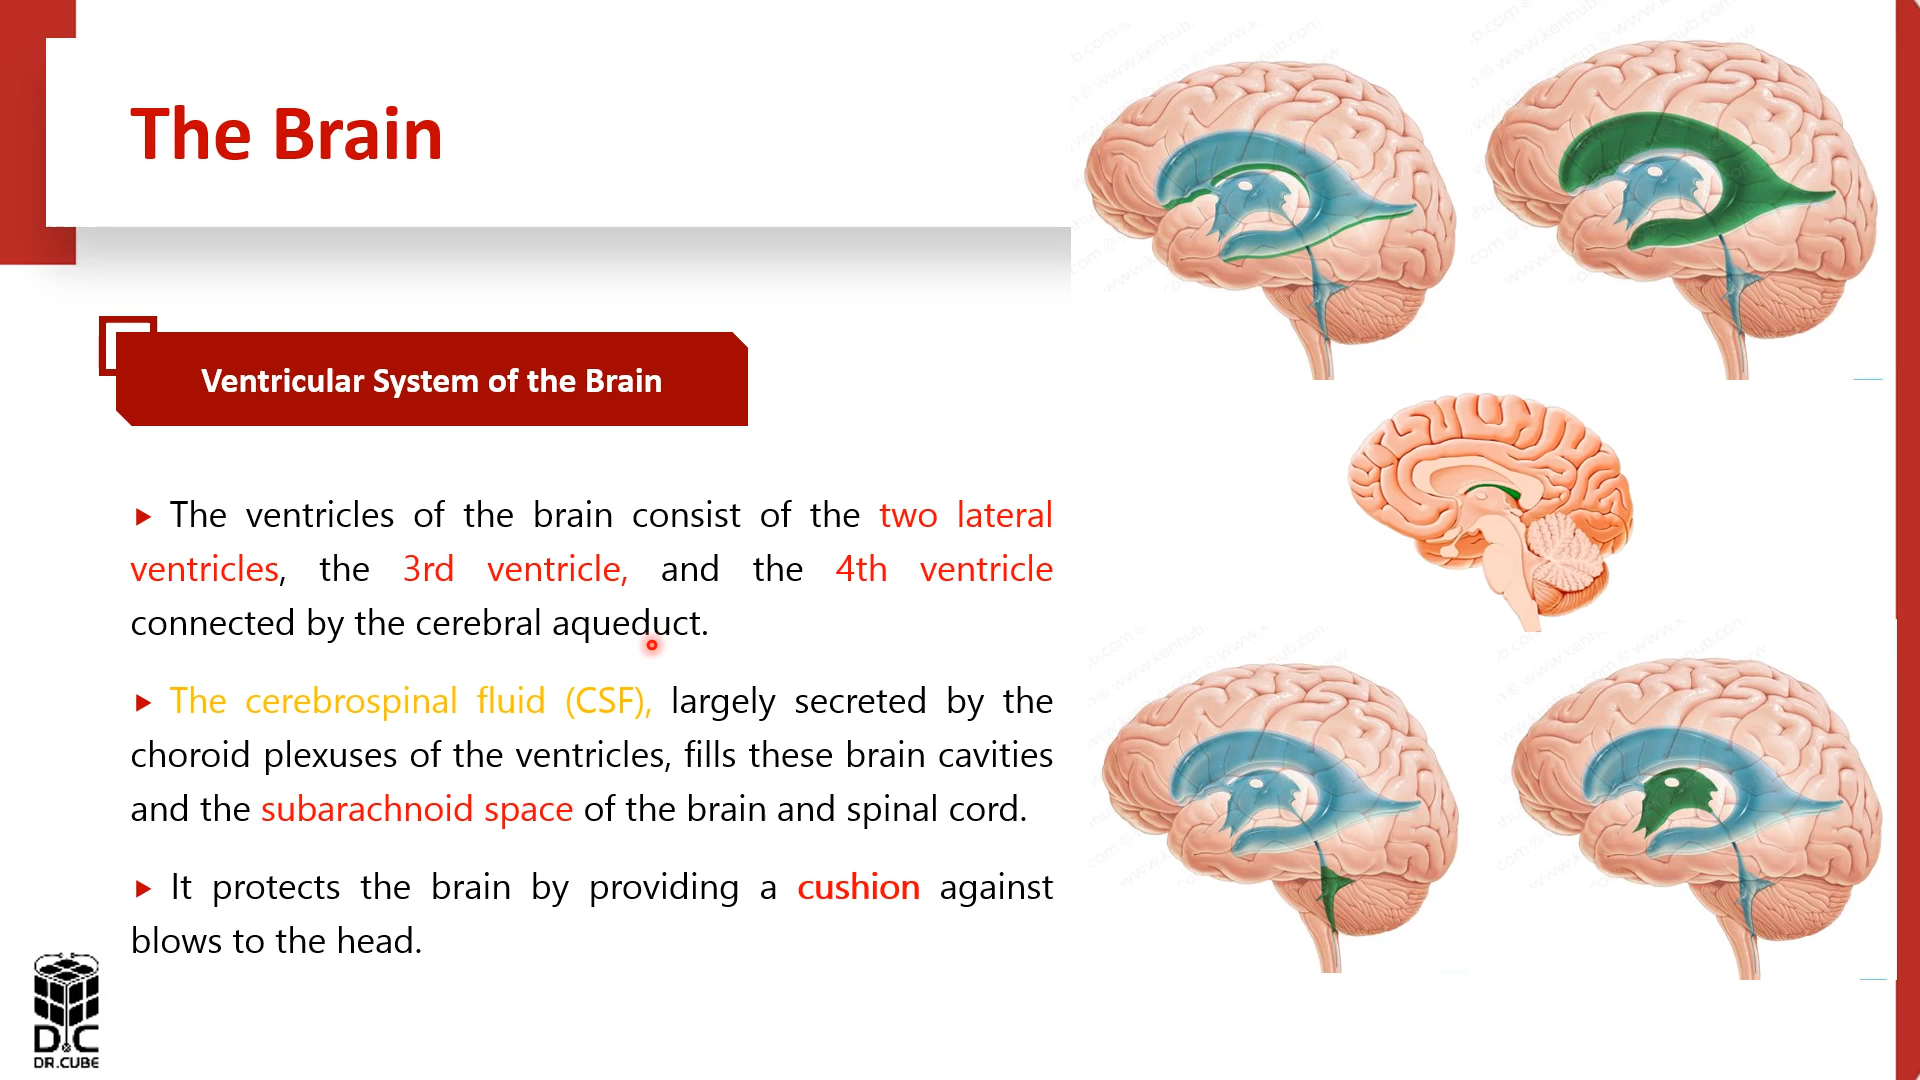 The Brain
Ventricular System of the Brain
The ventricles of the brain consist of the two lateral
ventricles, the 3rd ventricle, and the 4th ventricle
connected by the cerebral aqueduct.
The cerebrospinal fluid (CSF), largely secreted by the
choroid plexuses of the ventricles, fills these brain cavities
and the subarachnoid space of the brain and spinal cord.
It protects the brain by providing a cushion against
blows to the head.
D C
DR.CUBE
www.kenhub.com